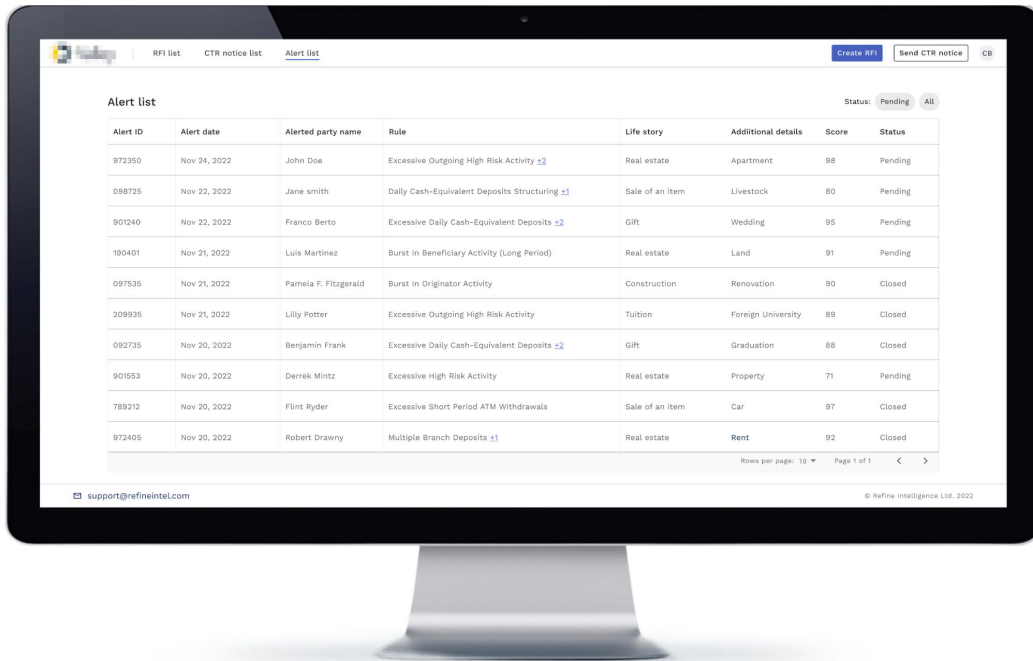 RFI list CTR notice list Alert list Create RFI Send CTR notice CB
Alert list Status: Pending All
Alert ID Alert date Alerted party name Rule Life story Addiitional details Score Status
972350 Nov 24, 2022 John Doe Excessive Outgoing High Risk Activity +2 Real estate Apartment 98 Pending
098725 Nov 22, 2022 Jane smith Daily Cash-Equivalent Deposits Structuring +1 Sale of an item Livestock 80 Pending
901240 Nov 22, 2022 Franco Berto Excessive Daily Cash-Equivalent Deposits +2 Gift Wedding 95 Pending
190401 Nov 21, 2022 Luis Martinez Burst In Beneficiary Activity (Long Period) Real estate Land 91 Pending
097535 Nov 21, 2022 Pamela F. Fitzgerald Burst In Originator Activity Construction Renovation 90 Closed
209935 Nov 21, 2022 Lilly Potter Excessive Outgoing High Risk Activity Tuition Foreign University 89 Closed
092735 Nov 20, 2022 Benjamin Frank Excessive Daily Cash-Equivalent Deposits +2 Gift Graduation 88 Closed
901553 Nov 20, 2022 Derrek Mintz Excessive High Risk Activity Real estate Property 71 Pending
789212 Nov 20, 2022 Flint Ryder Excessive Short Period ATM Withdrawals Sale of an item Car 97 Closed
972405 Nov 20, 2022 Robert Drawny Multiple Branch Deposits +1 Real estate Rent 92 Closed
Rows per page: 10 Page 1 of 1
support@refineintel.com © Refine Intelligence Ltd. 2022